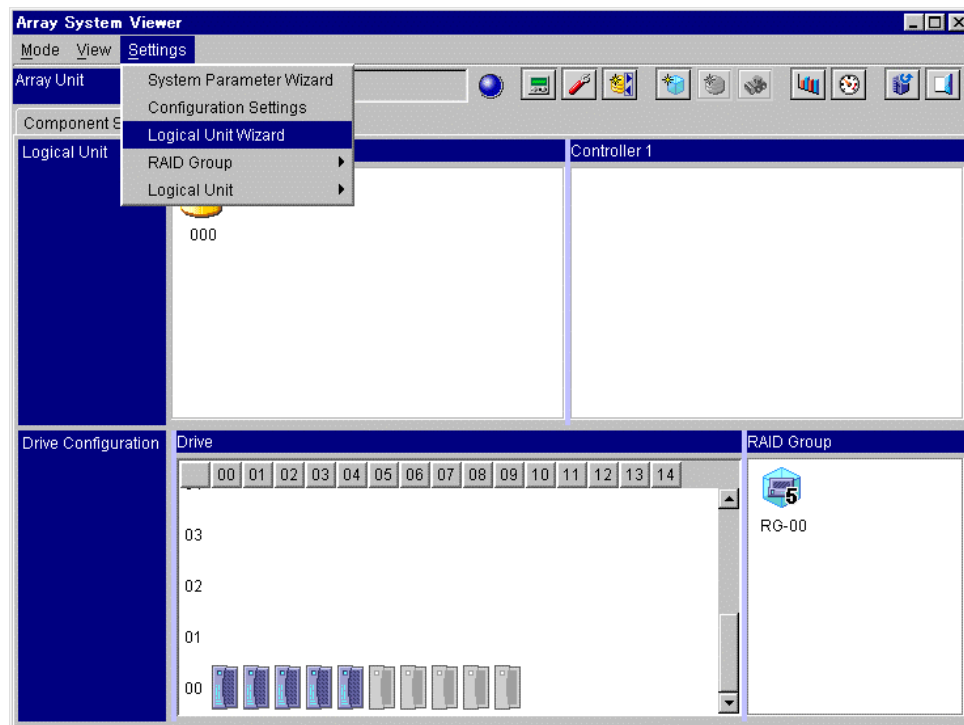 Array System Viewer
Mode View Settings
Array Unit
System Parameter Wizard
Configuration Settings
Logical Unit Wizard
RAID Group
Logical Unit
Component S
Logical Unit
Controller 1
000
Drive Configuration
Drive
RAID Group
00 01 02 03 04 05 06 07 08 09 10 11 12 13 14
5
RG-00
03
02
01
00